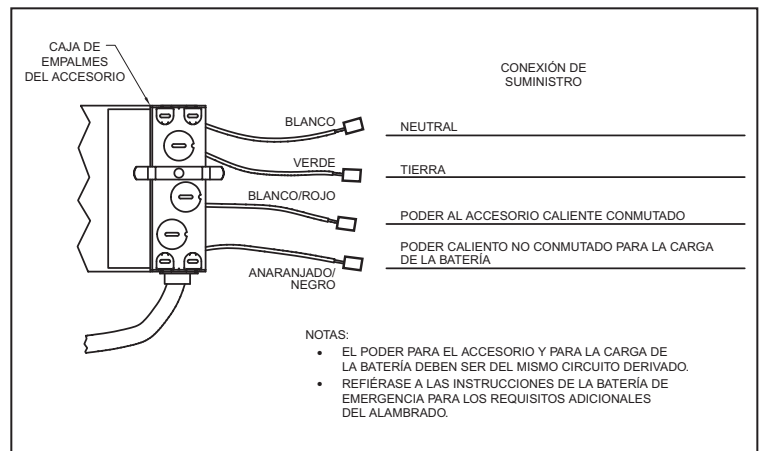 CAJA DE
EMPALMES
DEL ACCESORIO
CONEXIÓN DE
SUMINISTRO
BLANCO
NEUTRAL
VERDE
TIERRA
BLANCO/ROJO
PODER AL ACCESORIO CALIENTE CONMUTADO
ANARANJADO/
NEGRO
PODER CALIENTO NO CONMUTADO PARA LA CARGA
DE LA BATERÍA
NOTAS:
• EL PODER PARA EL ACCESORIO Y PARA LA CARGA DE
LA BATERÍA DEBEN SER DEL MISMO CIRCUITO DERIVADO.
• REFIÉRASE A LAS INSTRUCCIONES DE LA BATERÍA DE
EMERGENCIA PARA LOS REQUISITOS ADICIONALES
DEL ALAMBRADO.